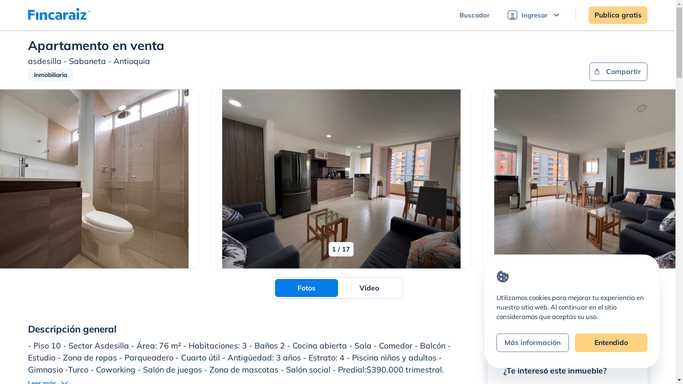 Fincaraiz
Buscador
Ingresar
Publica gratis
Apartamento en venta
asdesilla - Sabaneta - Antioquia
Inmobiliaria
Compartir
1 / 17
Fotos
Video
Utilizamos cookies para mejorar tu experiencia en
nuestro sitio web. Al continuar en el sitio
consideramos que aceptas su uso.
Más información
Entendido
Descripción general
- Piso 10 - Sector Asdesilla - Área: 76 m² - Habitaciones: 3 - Baños 2 - Cocina abierta - Sala - Comedor - Balcón -
Estudio - Zona de ropas - Parqueadero - Cuarto útil - Antigüedad: 3 años - Estrato: 4 - Piscina niños y adultos -
Gimnasio -Turco - Coworking - Salón de juegos - Zona de mascotas - Salón social - Predial:$390.000 trimestral.
Leer más
¿Te interesó este inmueble?